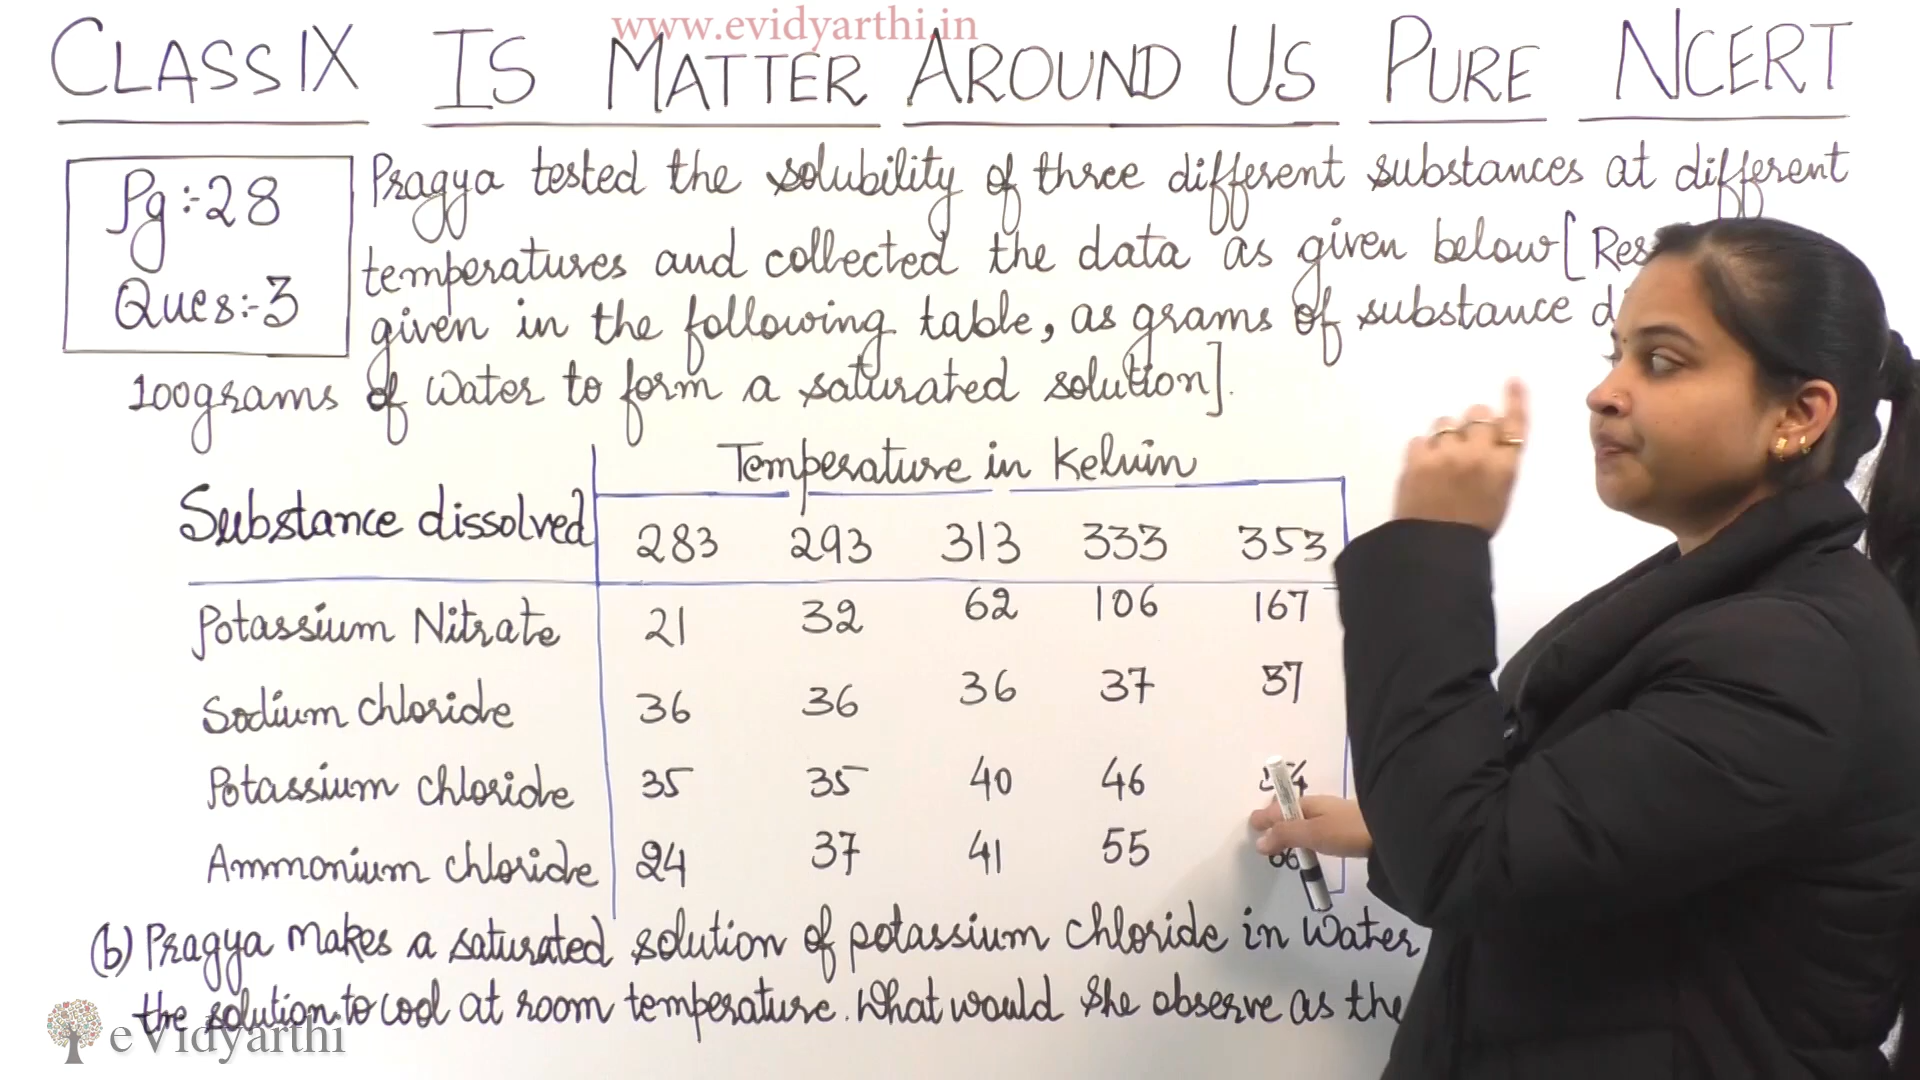 www.evidyarthi.in
CLASS IX IS MATTER AROUND US PURE NCERT
Pg:-28
Ques:-3
Pragya tested the solubility of three different substances at different
temperatures and collected the data as given below [Res
given in the following table, as grams of substance d
100grams of water to form a saturated solution].
Temperature in Kelvin
Substance dissolved 283 293 313 333 353
Potassium Nitrate 21 32 62 106 167
Sodium chloride 36 36 36 37 37
Potassium chloride 35 35 40 46
Ammonium chloride 24 37 41 55 66
(b) Pragya makes a saturated solution of potassium chloride in water
the solution to cool at room temperature. What would she observe as the
eVidyarthi